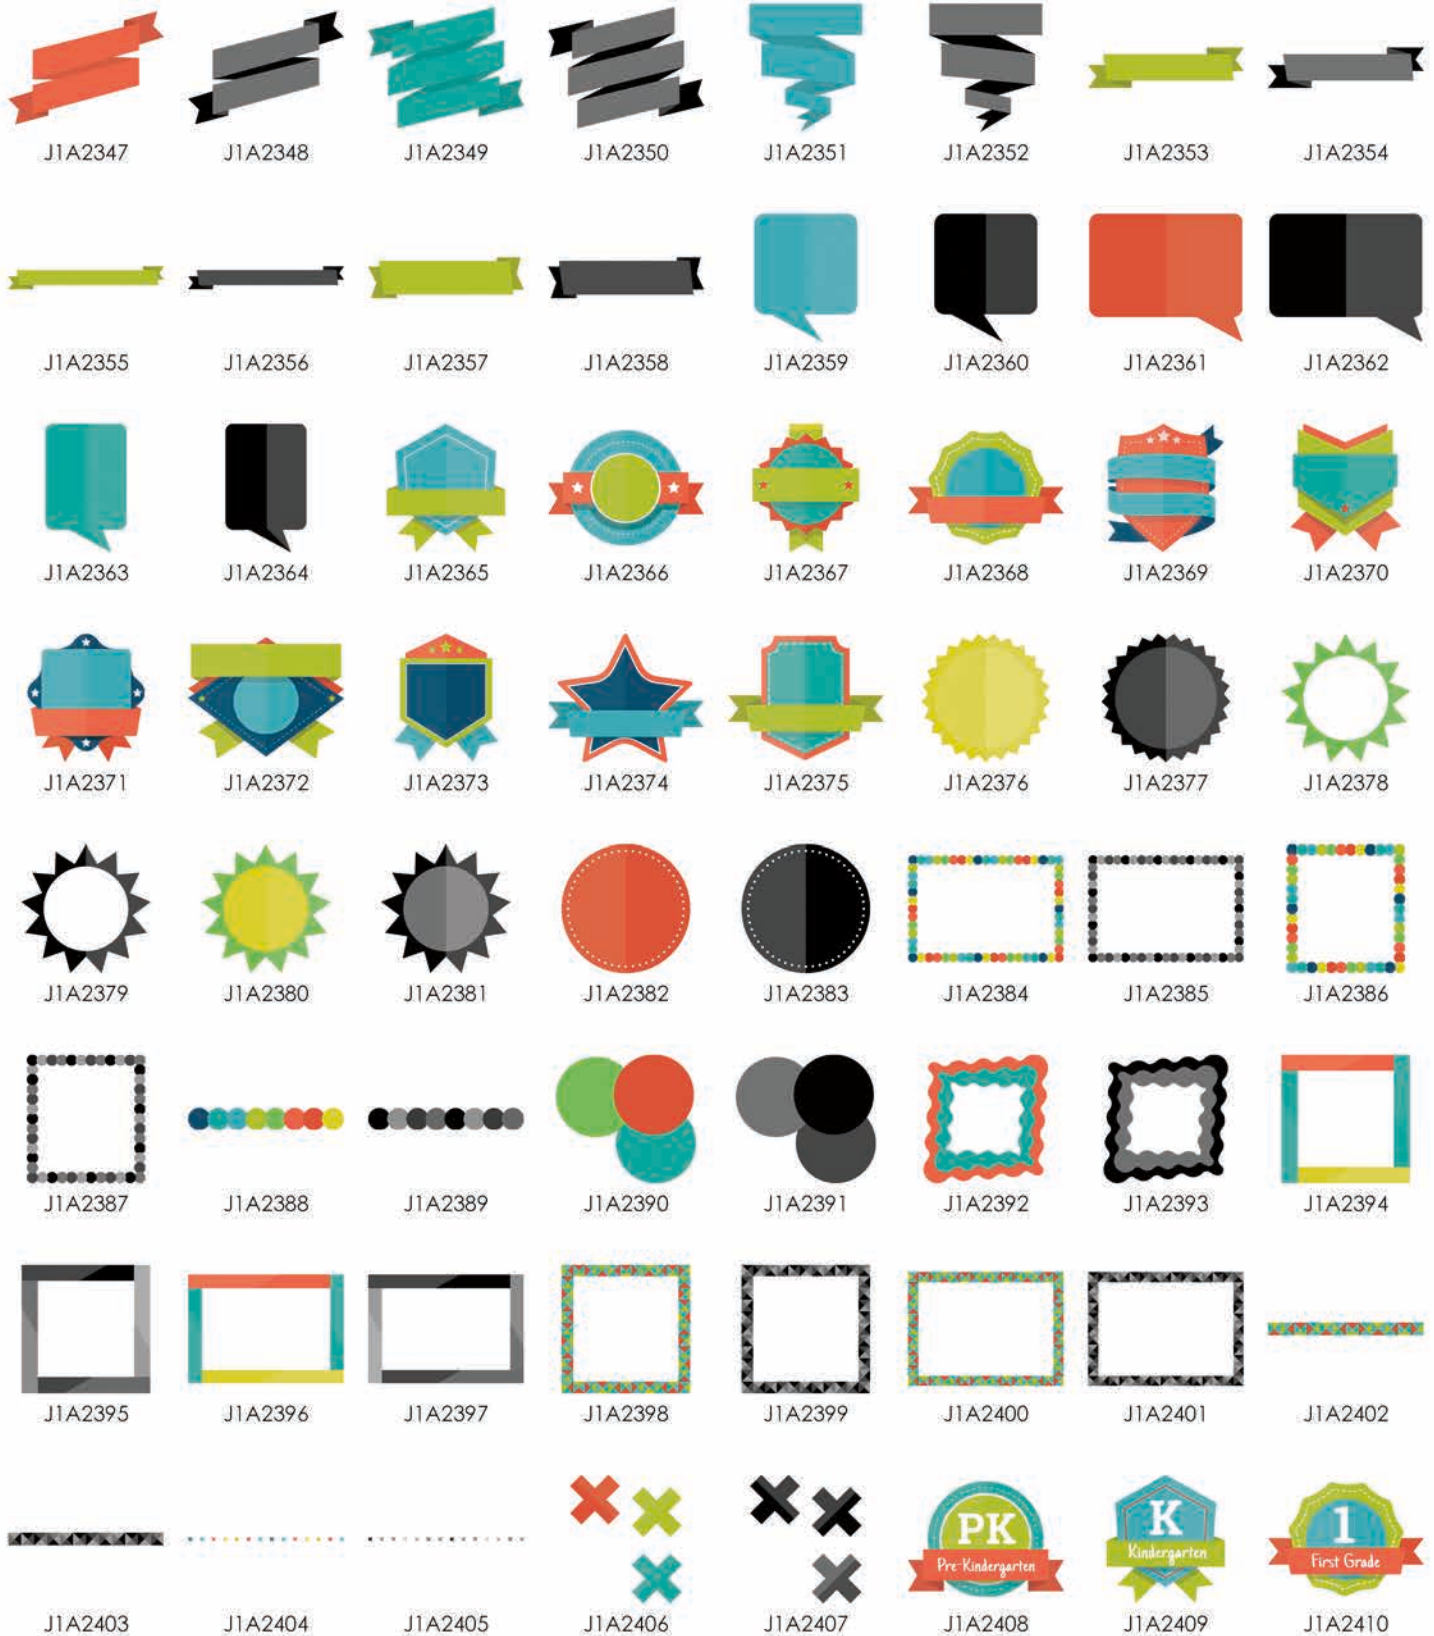 J1A2347 J1A2348 J1A2349 J1A2350 J1A2351 J1A2352 J1A2353 J1A2354
J1A2355 J1A2356 J1A2357 J1A2358 J1A2359 J1A2360 J1A2361 J1A2362
J1A2363 J1A2364 J1A2365 J1A2366 J1A2367 J1A2368 J1A2369 J1A2370
J1A2371 J1A2372 J1A2373 J1A2374 J1A2375 J1A2376 J1A2377 J1A2378
J1A2379 J1A2380 J1A2381 J1A2382 J1A2383 J1A2384 J1A2385 J1A2386
J1A2387 J1A2388 J1A2389 J1A2390 J1A2391 J1A2392 J1A2393 J1A2394
J1A2395 J1A2396 J1A2397 J1A2398 J1A2399 J1A2400 J1A2401 J1A2402
PK K 1
Pre-Kindergarten Kindergarten First Grade
J1A2403 J1A2404 J1A2405 J1A2406 J1A2407 J1A2408 J1A2409 J1A2410